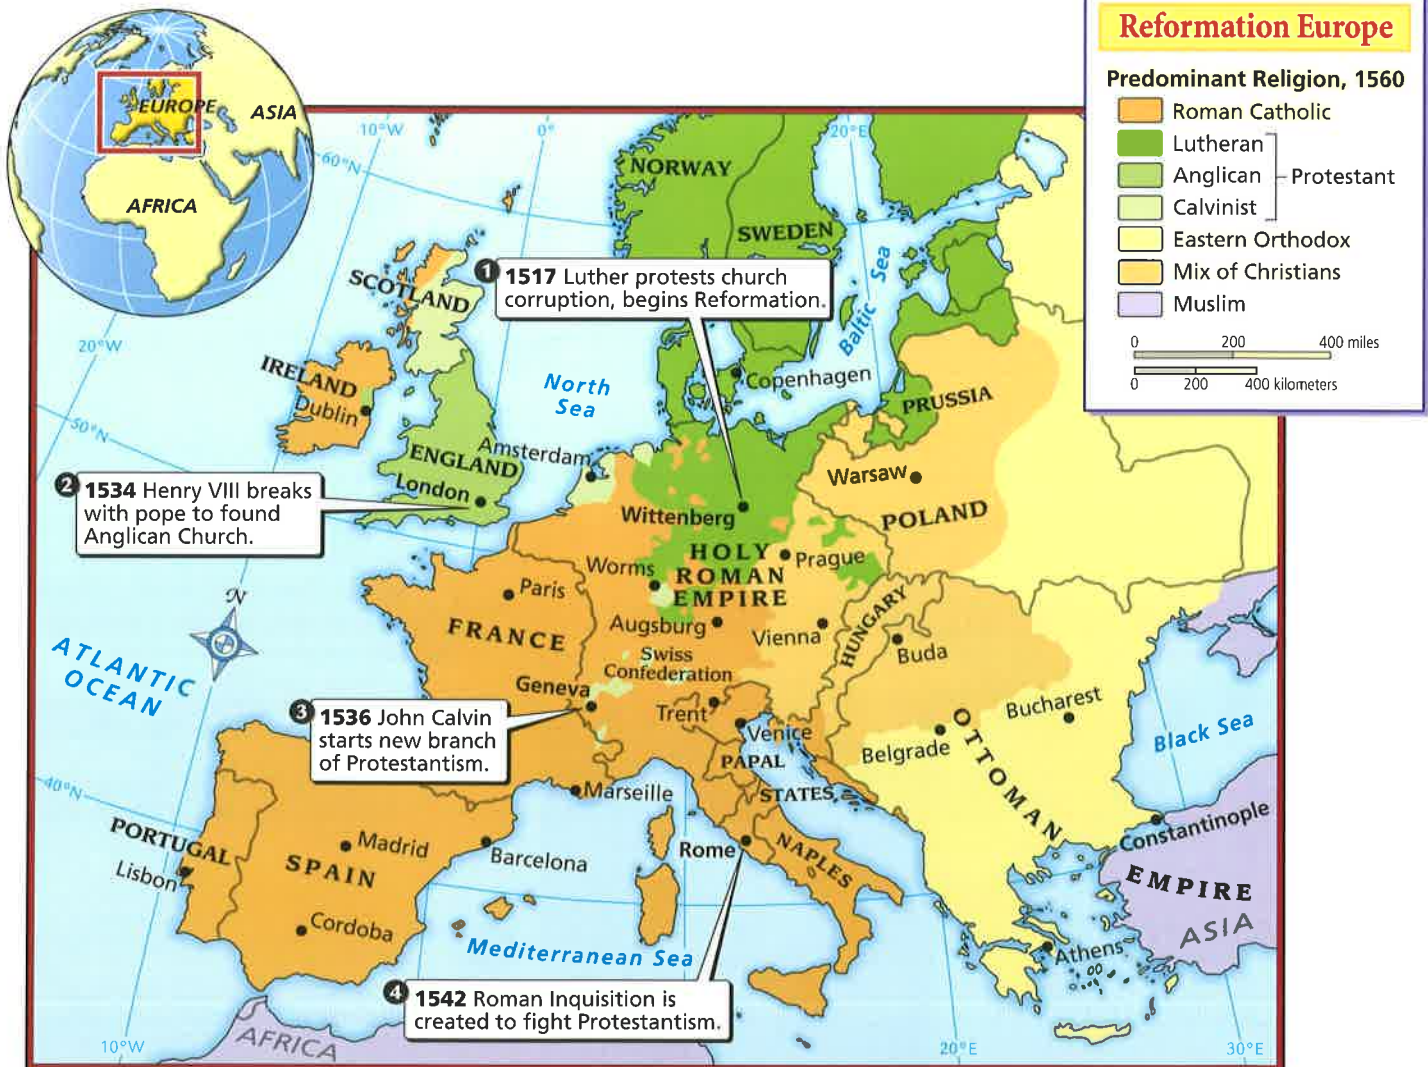 Reformation Europe
Predominant Religion, 1560
Roman Catholic
Lutheran
Anglican
Protestant
Calvinist
Eastern Orthodox
Mix of Christians
Muslim
0 200 400 miles
0 200 400 kilometers
EUROPE
ASIA
AFRICA
10°W
0°
20°E
60°N
NORWAY
SWEDEN
SCOTLAND
1 1517 Luther protests church
corruption, begins Reformation.
Baltic Sea
20°W
IRELAND
Dublin
North
Sea
Copenhagen
PRUSSIA
50°N
ENGLAND
Amsterdam
London
Warsaw
POLAND
2 1534 Henry VIII breaks
with pope to found
Anglican Church.
Wittenberg
HOLY
ROMAN
EMPIRE
Prague
Worms
Paris
N
FRANCE
Augsburg
Vienna
HUNGARY
Buda
Swiss
Confederation
ATLANTIC
OCEAN
Geneva
Trent
Venice
3 1536 John Calvin
starts new branch
of Protestantism.
Bucharest
Belgrade
Black Sea
OTTOMAN
EMPIRE
PAPAL
STATES
40°N
Marseille
PORTUGAL
Lisbon
Madrid
SPAIN
Barcelona
Rome
NAPLES
Constantinople
ASIA
Cordoba
Mediterranean Sea
Athens
4 1542 Roman Inquisition is
created to fight Protestantism.
AFRICA
10°W
20°E
30°E